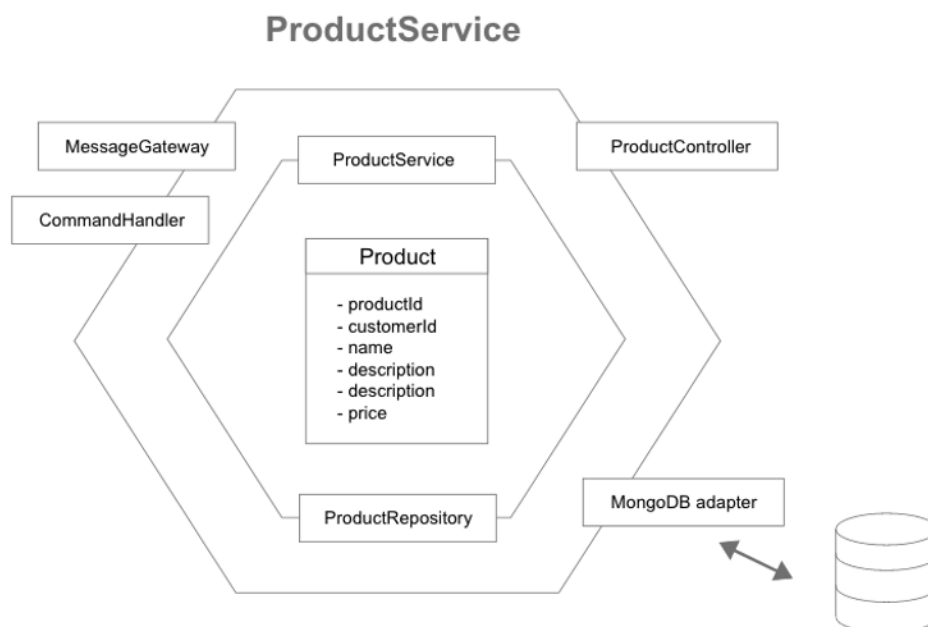 ProductService
MessageGateway
ProductController
ProductService
CommandHandler
Product
- productId
- customerId
- name
- description
- description
- price
MongoDB adapter
ProductRepository